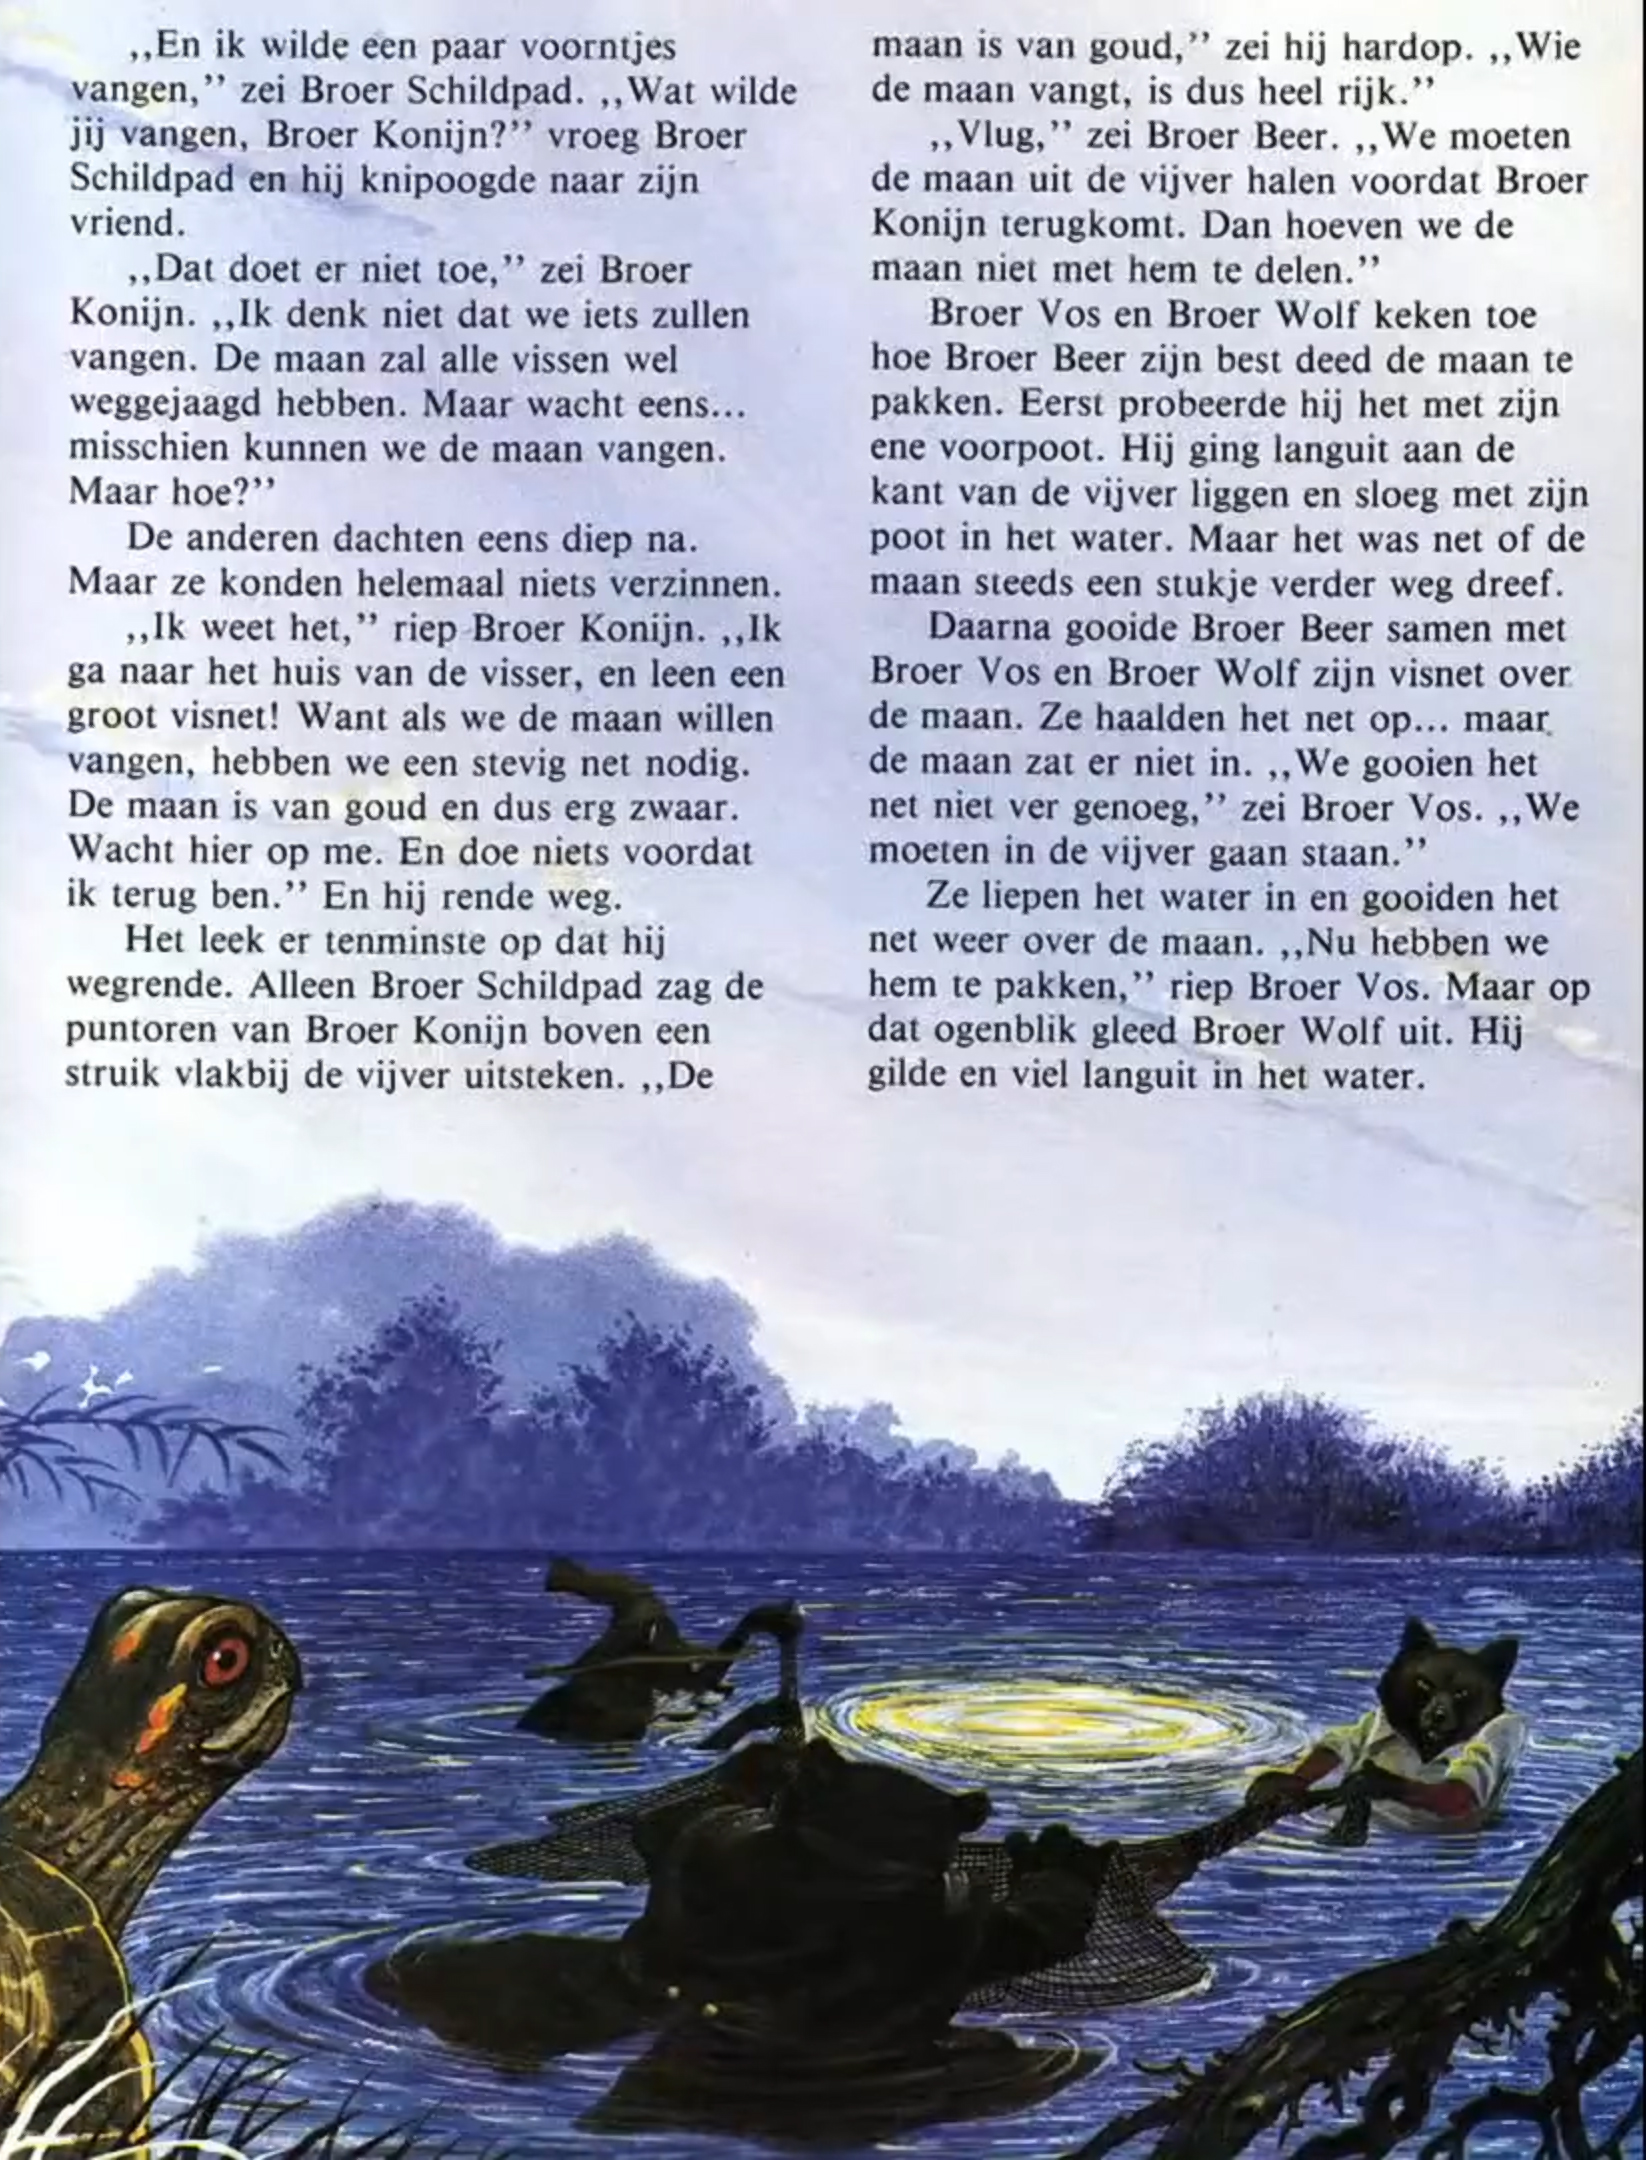 ,,En ik wilde een paar voorntjes
vangen,” zei Broer Schildpad. ,,Wat wilde
jij vangen, Broer Konijn?” vroeg Broer
Schildpad en hij knipoogde naar zijn
vriend.
,,Dat doet er niet toe,” zei Broer
Konijn. ,,Ik denk niet dat we iets zullen
vangen. De maan zal alle vissen wel
weggejaagd hebben. Maar wacht eens...
misschien kunnen we de maan vangen.
Maar hoe?”
De anderen dachten eens diep na.
Maar ze konden helemaal niets verzinnen.
,,Ik weet het,” riep Broer Konijn. ,,Ik
ga naar het huis van de visser, en leen een
groot visnet! Want als we de maan willen
vangen, hebben we een stevig net nodig.
De maan is van goud en dus erg zwaar.
Wacht hier op me. En doe niets voordat
ik terug ben.” En hij rende weg.
Het leek er tenminste op dat hij
wegrende. Alleen Broer Schildpad zag de
puntoren van Broer Konijn boven een
struik vlakbij de vijver uitsteken. ,,De
maan is van goud,” zei hij hardop. ,,Wie
de maan vangt, is dus heel rijk.”
,,Vlug,” zei Broer Beer. ,,We moeten
de maan uit de vijver halen voordat Broer
Konijn terugkomt. Dan hoeven we de
maan niet met hem te delen.”
Broer Vos en Broer Wolf keken toe
hoe Broer Beer zijn best deed de maan te
pakken. Eerst probeerde hij het met zijn
ene voorpoot. Hij ging languit aan de
kant van de vijver liggen en sloeg met zijn
poot in het water. Maar het was net of de
maan steeds een stukje verder weg dreef.
Daarna gooide Broer Beer samen met
Broer Vos en Broer Wolf zijn visnet over
de maan. Ze haalden het net op... maar
de maan zat er niet in. ,,We gooien het
net niet ver genoeg,” zei Broer Vos. ,,We
moeten in de vijver gaan staan.”
Ze liepen het water in en gooiden het
net weer over de maan. ,,Nu hebben we
hem te pakken,” riep Broer Vos. Maar op
dat ogenblik gleed Broer Wolf uit. Hij
gilde en viel languit in het water.